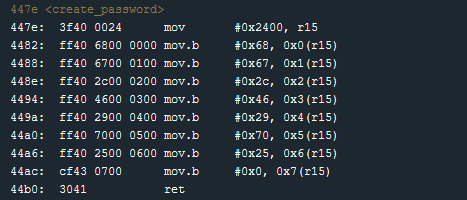 447e <create_password>
447e: 3f40 0024 mov #0x2400, r15
4482: ff40 6800 0000 mov.b #0x68, 0x0(r15)
4488: ff40 6700 0100 mov.b #0x67, 0x1(r15)
448e: ff40 2c00 0200 mov.b #0x2c, 0x2(r15)
4494: ff40 4600 0300 mov.b #0x46, 0x3(r15)
449a: ff40 2900 0400 mov.b #0x29, 0x4(r15)
44a0: ff40 7000 0500 mov.b #0x70, 0x5(r15)
44a6: ff40 2500 0600 mov.b #0x25, 0x6(r15)
44ac: cf43 0700 mov.b #0x0, 0x7(r15)
44b0: 3041 ret